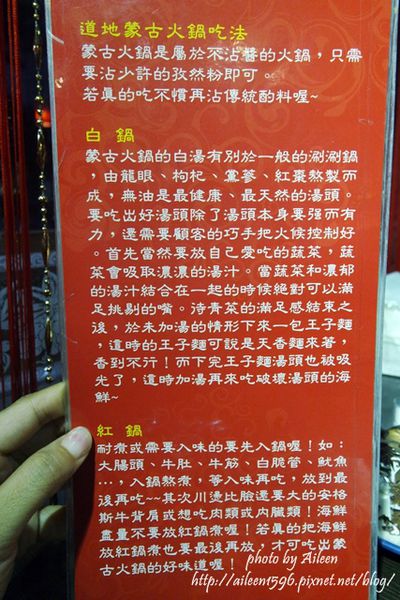 道地蒙古火鍋吃法
蒙古火鍋是屬於不沾醬的火鍋，只需
要沾少許的孜然粉即可。
若真的吃不慣再沾傳統酌料喔~
白鍋
蒙古火鍋的白湯有別於一般的涮涮鍋
，由龍眼、枸杞、黨蔘、紅棗熬製而
成，無油是最健康、最天然的湯頭。
要吃出好湯頭除了湯頭本身要強而有
力，還需要顧客的巧手把火候控制好
。首先當然要放自己愛吃的蔬菜，蔬
菜會吸取濃濃的湯汁。當蔬菜和濃郁
的湯汁結合在一起的時候絕對可以滿
足挑剔的嘴。待青菜的滿足感結束之
後，於未加湯的情形下來一包王子麵
，這時的王子麵可說是天香麵來著，
香到不行！而下完王子麵湯頭也被吸
光了，這時加湯再來吃破壞湯頭的海
鮮~
紅鍋
耐煮或需要入味的要先入鍋喔！如：
大腸頭、牛肚、牛筋、白脆管、魷魚
…，入鍋熬煮，等入味再吃，放到最
後再吃~~其次川燙比臉還要大的安格
斯牛背肩或想吃肉類或內臟類！海鮮
盡量不要放紅鍋煮喔！若真的把海鮮
放紅鍋煮也要最後再放，才可吃出蒙
古火鍋的好味道喔！
photo by Aileen
http://aileen1596.pixnet.net/blog/